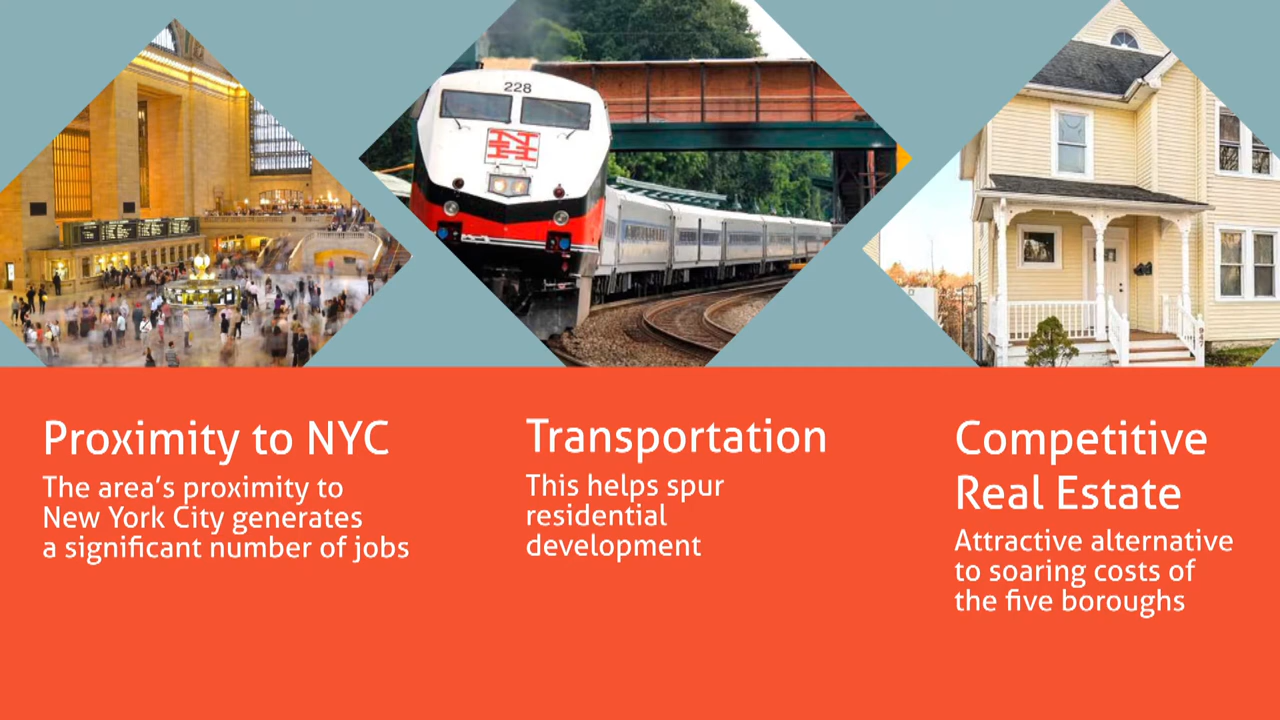 228
NH
Proximity to NYC
The area's proximity to
New York City generates
a significant number of jobs
Transportation
This helps spur
residential
development
Competitive
Real Estate
Attractive alternative
to soaring costs of
the five boroughs